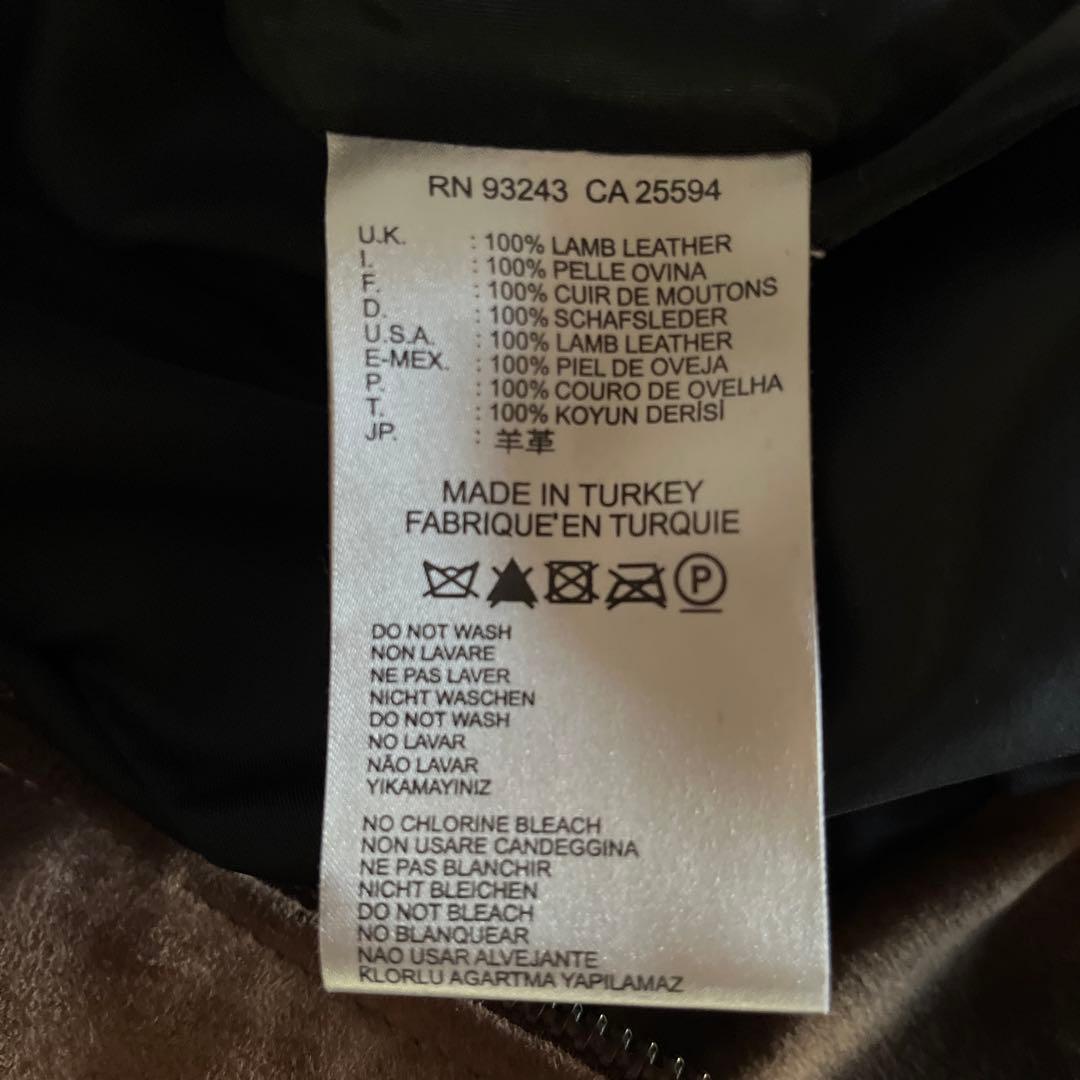 RN 93243 CA 25594
U.K. : 100% LAMB LEATHER
I. : 100% PELLE OVINA
F. : 100% CUIR DE MOUTONS
D. : 100% SCHAFSLEDER
U.S.A. : 100% LAMB LEATHER
E-MEX. : 100% PIEL DE OVEJA
P. : 100% COURO DE OVELHA
T. : 100% KOYUN DERİSİ
JP. : 羊革
MADE IN TURKEY
FABRIQUE'EN TURQUIE
P
DO NOT WASH
NON LAVARE
NE PAS LAVER
NICHT WASCHEN
DO NOT WASH
NO LAVAR
NÃO LAVAR
YIKAMAYINIZ
NO CHLORINE BLEACH
NON USARE CANDEGGINA
NE PAS BLANCHIR
NICHT BLEICHEN
DO NOT BLEACH
NO BLANQUEAR
NAO USAR ALVEJANTE
KLORLU AGARTMA YAPILAMAZ